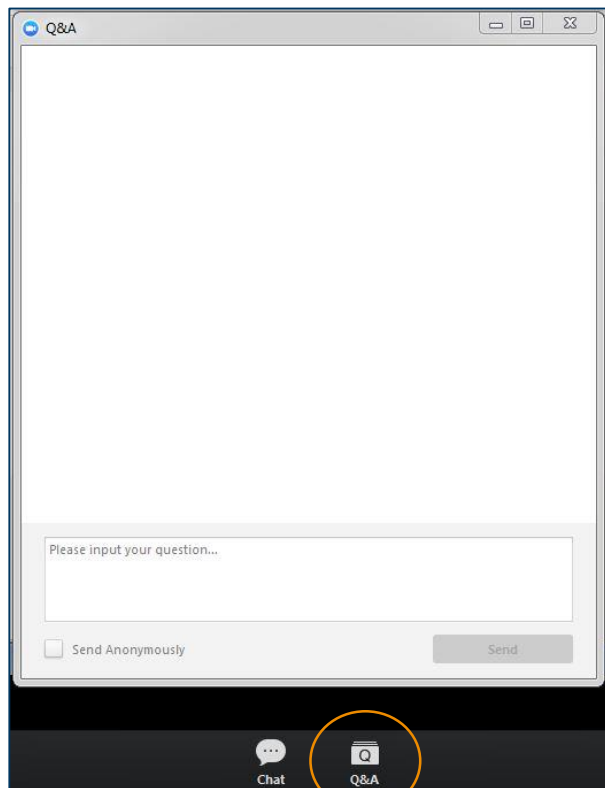 Q&A
Please input your question...
Send Anonymously
Send
Q
Chat
Q&A